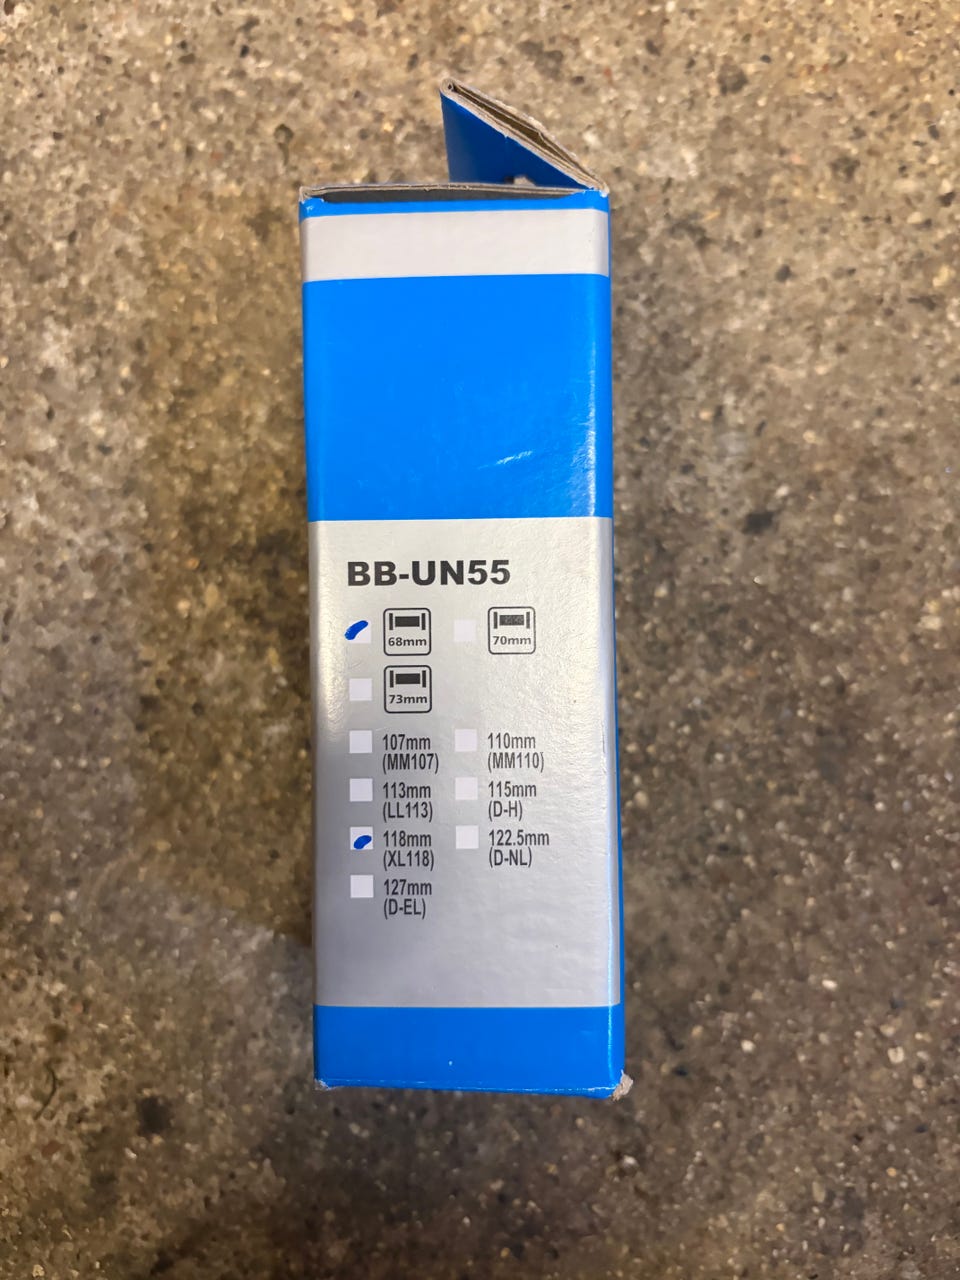 BB-UN55
68mm 70mm
73mm
107mm 110mm
(MM107) (MM110)
113mm 115mm
(LL113) (D-H)
118mm 122.5mm
(XL118) (D-NL)
127mm
(D-EL)